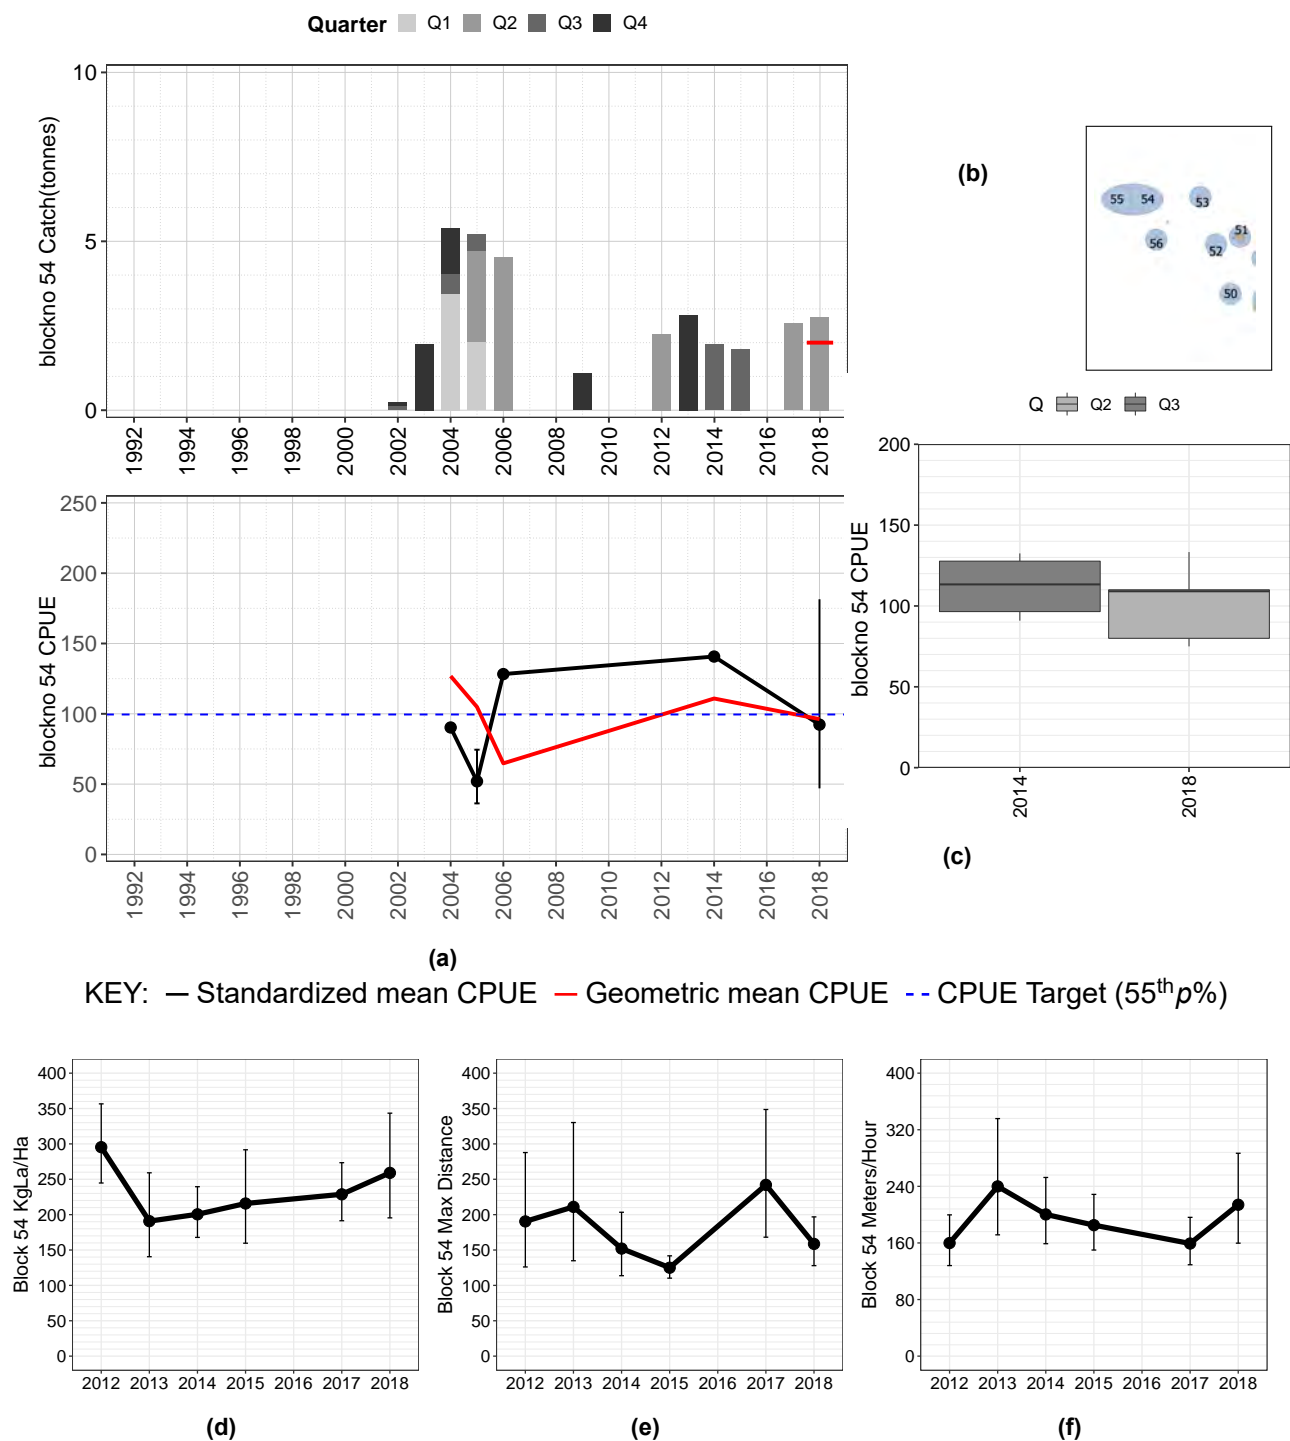 Quarter Q1 Q2 Q3 Q4
blockno 54 Catch(tonnes)
10
5
0
1992 1994 1996 1998 2000 2002 2004 2006 2008 2010 2012 2014 2016 2018
blockno 54 CPUE
250
200
150
100
50
0
1992 1994 1996 1998 2000 2002 2004 2006 2008 2010 2012 2014 2016 2018
(a)
(b)
55 54 53
51
56 52
50
Q Q2 Q3
blockno 54 CPUE
200
150
100
50
0
2014 2018
(c)
KEY: Standardized mean CPUE Geometric mean CPUE CPUE Target (55th p%)
Block 54 KgLa/Ha
400
350
300
250
200
150
100
50
0
2012 2013 2014 2015 2016 2017 2018
(d)
Block 54 Max Distance
400
350
300
250
200
150
100
50
0
2012 2013 2014 2015 2016 2017 2018
(e)
Block 54 Meters/Hour
400
320
240
160
80
0
2012 2013 2014 2015 2016 2017 2018
(f)